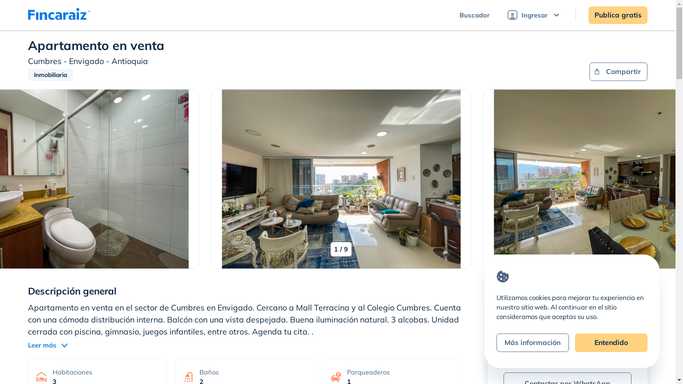 Fincaraiz
Buscador
Ingresar
Publica gratis
Apartamento en venta
Cumbres - Envigado - Antioquia
Inmobiliaria
Compartir
1 / 9
Descripción general
Apartamento en venta en el sector de Cumbres en Envigado. Cercano a Mall Terracina y al Colegio Cumbres. Cuenta
con una cómoda distribución interna. Balcón con una vista despejada. Buena iluminación natural. 3 alcobas. Unidad
cerrada con piscina, gimnasio, juegos infantiles, entre otros. Agenda tu cita. .
Leer más
Habitaciones
3
Baños
2
Parqueaderos
1
Utilizamos cookies para mejorar tu experiencia en
nuestro sitio web. Al continuar en el sitio
consideramos que aceptas su uso.
Más información
Entendido
Contactar por WhatsApp